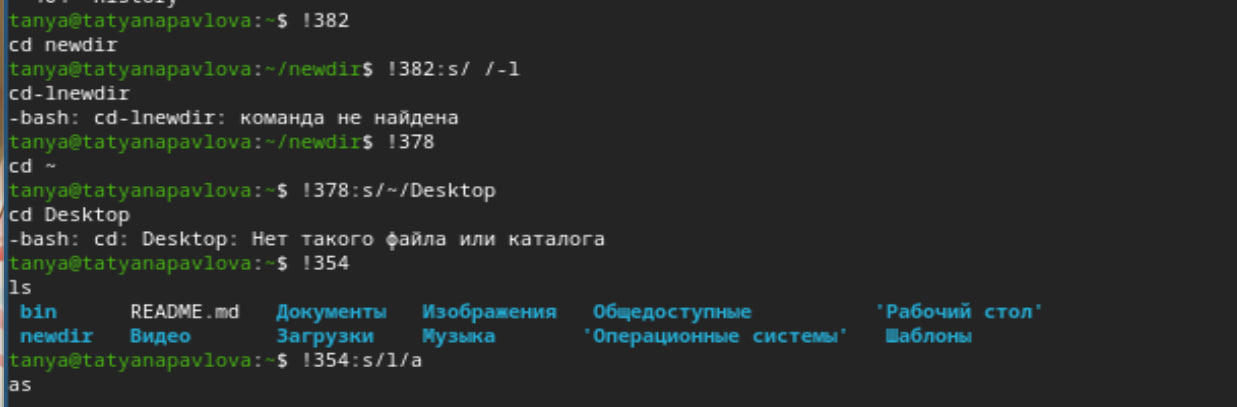 tanya@tatyanapavlova:~$ !382
cd newdir
tanya@tatyanapavlova:~/newdir$ !382:s/ /-l
cd-lnewdir
-bash: cd-lnewdir: команда не найдена
tanya@tatyanapavlova:~/newdir$ !378
cd ~
tanya@tatyanapavlova:~$ !378:s/~/Desktop
cd Desktop
-bash: cd: Desktop: Нет такого файла или каталога
tanya@tatyanapavlova:~$ !354
ls
bin README.md Документы Изображения Общедоступные 'Рабочий стол'
newdir Видео Загрузки Музыка 'Операционные системы' Шаблоны
tanya@tatyanapavlova:~$ !354:s/l/a
as